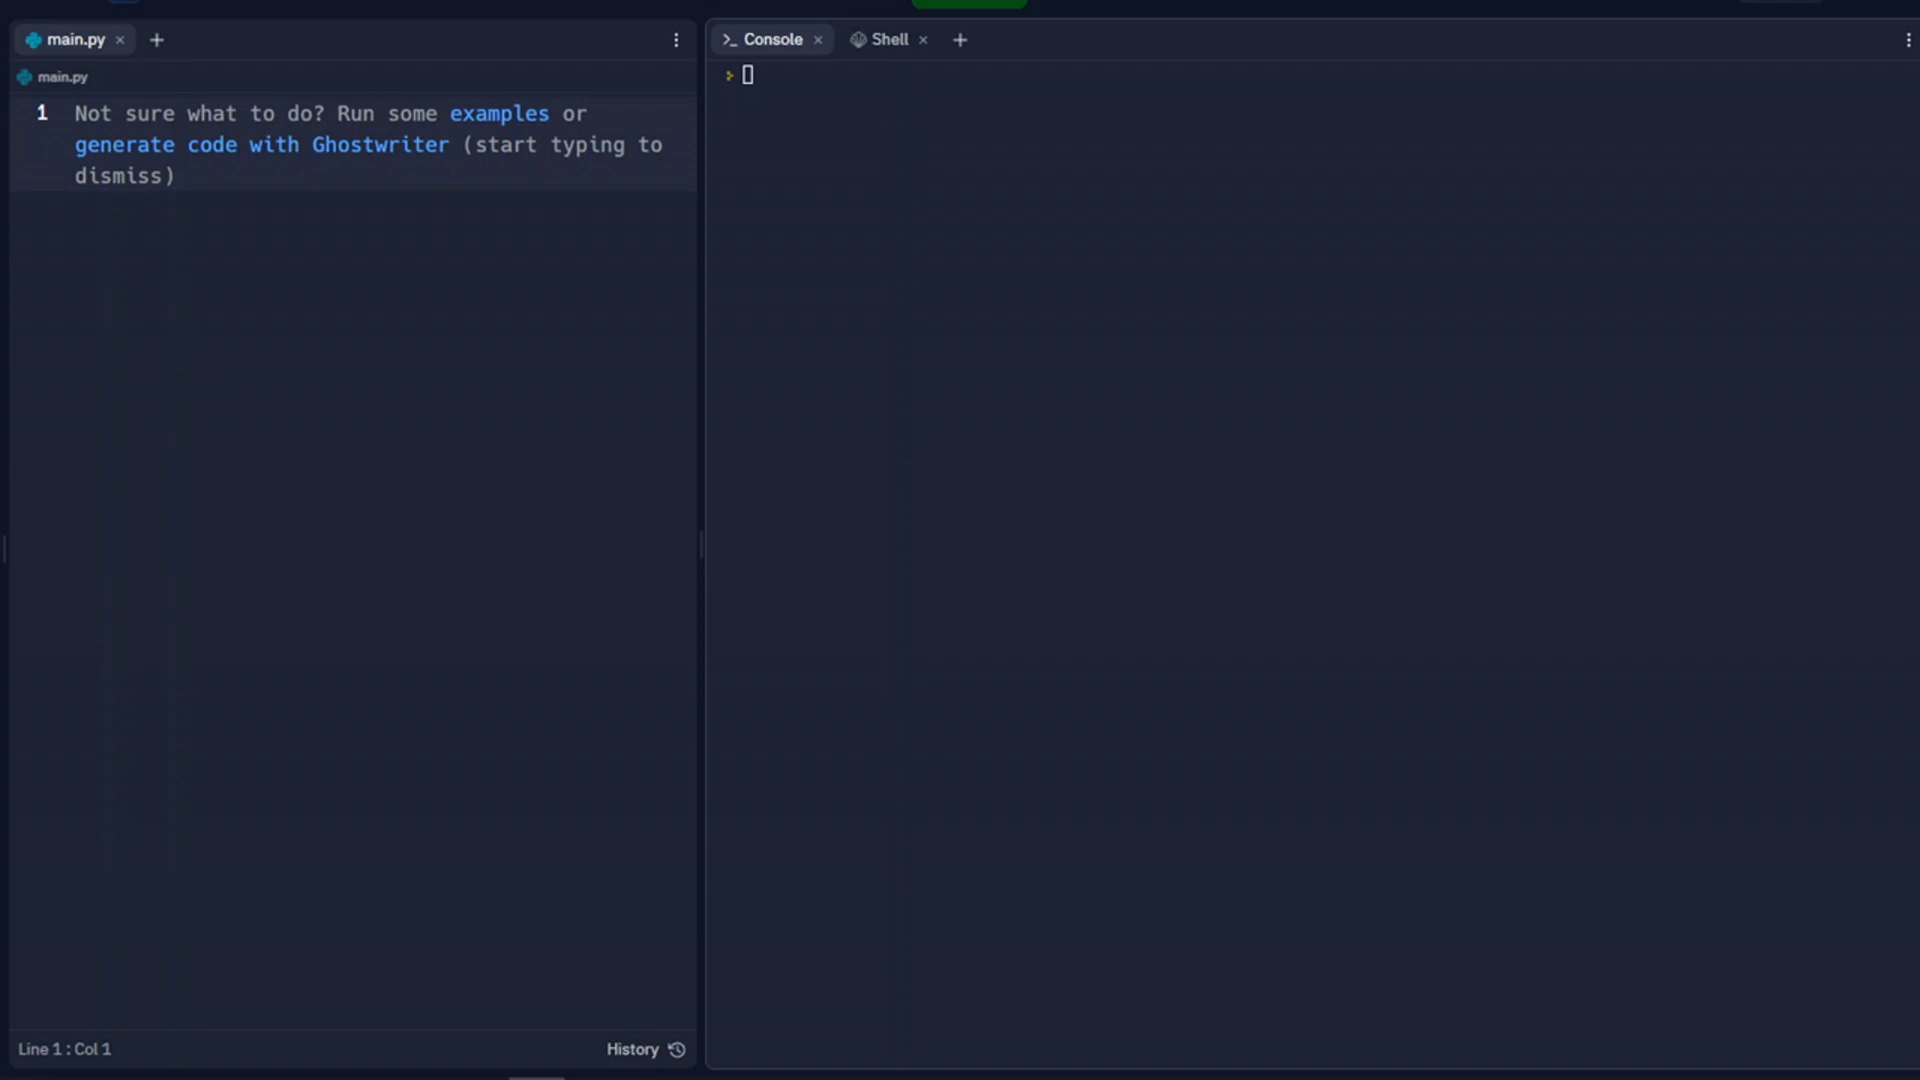 main.py
Console
Shell
main.py
1
Not sure what to do? Run some examples or
generate code with Ghostwriter (start typing to
dismiss)
Line 1 : Col 1
History